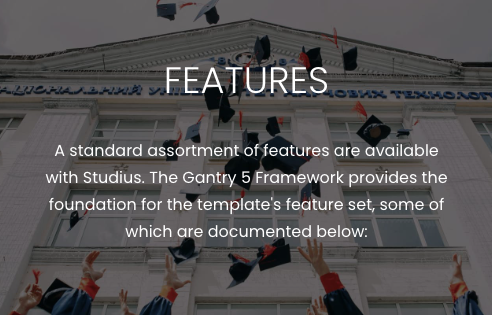 FEATURES
A standard assortment of features are available
with Studius. The Gantry 5 Framework provides the
foundation for the template's feature set, some of
which are documented below: